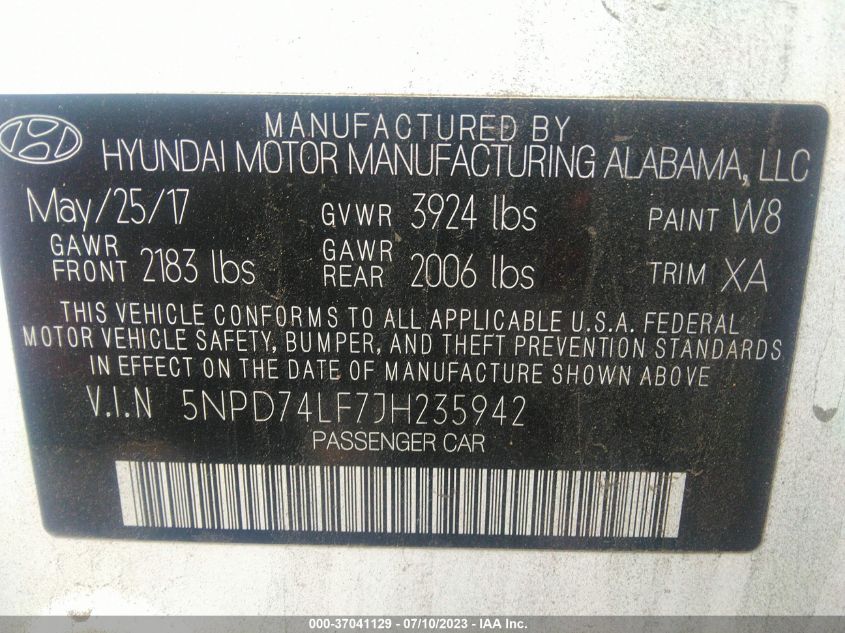 MANUFACTURED BY
HYUNDAI MOTOR MANUFACTURING ALABAMA, LLC
May/25/17 GVWR 3924 lbs PAINT W8
GAWR FRONT 2183 lbs GAWR REAR 2006 lbs TRIM XA
THIS VEHICLE CONFORMS TO ALL APPLICABLE U.S.A. FEDERAL
MOTOR VEHICLE SAFETY, BUMPER, AND THEFT PREVENTION STANDARDS
IN EFFECT ON THE DATE OF MANUFACTURE SHOWN ABOVE
V.I.N 5NPD74LF7JH235942
PASSENGER CAR
000-37041129 - 07/10/2023 - IAA Inc.